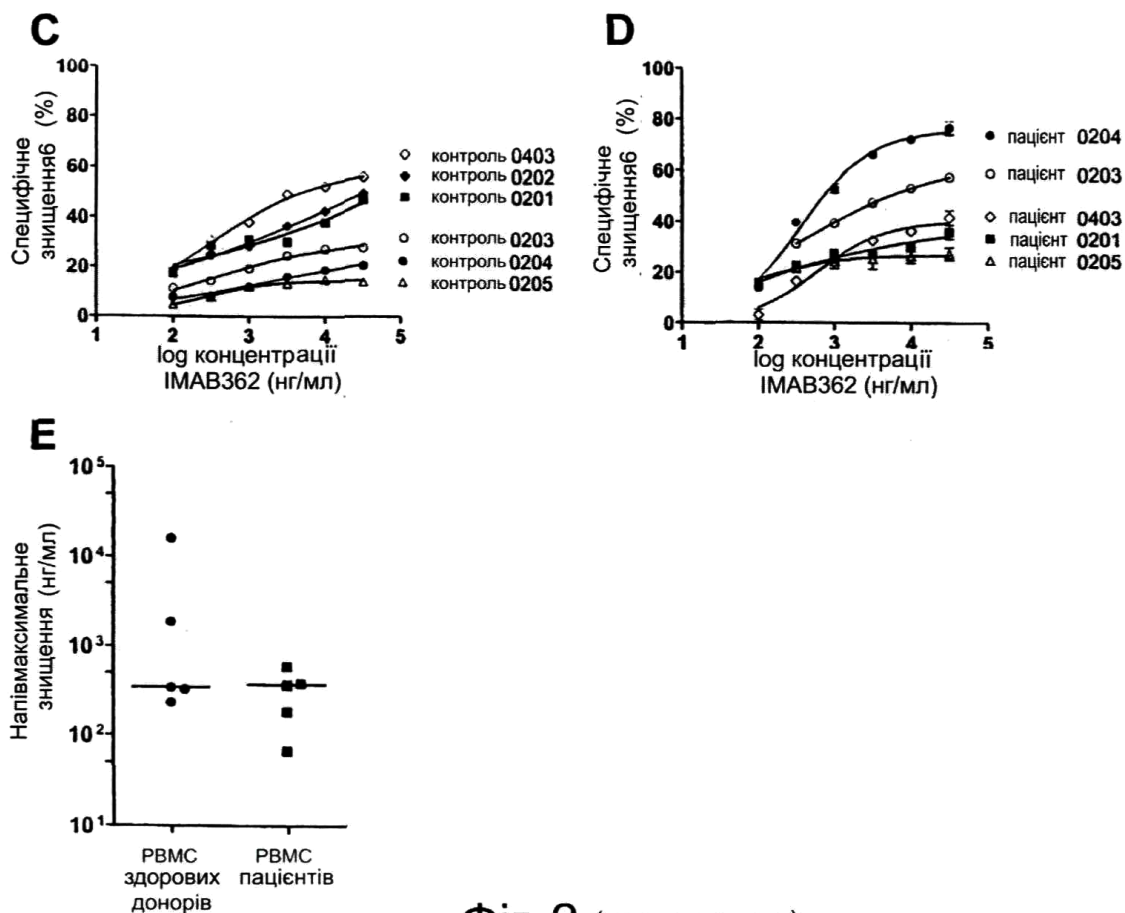 C
100
80
60
40
20
0
Специфічне
знищення6 (%)
1 2 3 4 5
log концентрації
IMAB362 (нг/мл)
контроль 0403
контроль 0202
контроль 0201
контроль 0203
контроль 0204
контроль 0205
D
100
80
60
40
20
0
Специфічне
знищення6 (%)
1 2 3 4 5
log концентрації
IMAB362 (нг/мл)
пацієнт 0204
пацієнт 0203
пацієнт 0403
пацієнт 0201
пацієнт 0205
E
10⁵
10⁴
10³
10²
10¹
Напівмаксимальне
знищення (нг/мл)
PBMC
здорових
донорів
PBMC
пацієнтів